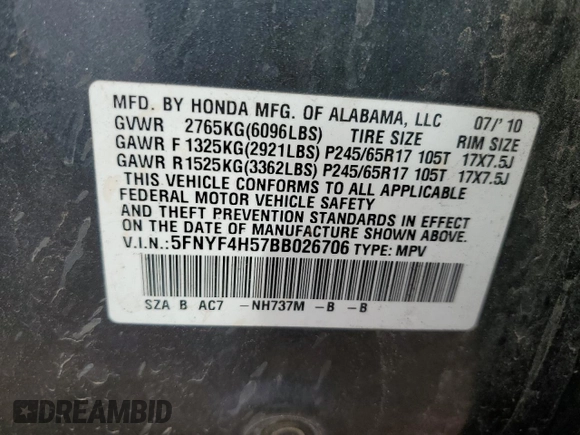 MFD. BY HONDA MFG. OF ALABAMA, LLC 07/'10
GVWR 2765KG(6096LBS) TIRE SIZE RIM SIZE
GAWR F 1325KG(2921LBS) P245/65R17 105T 17X7.5J
GAWR R 1525KG(3362LBS) P245/65R17 105T 17X7.5J
THIS VEHICLE CONFORMS TO ALL APPLICABLE
FEDERAL MOTOR VEHICLE SAFETY
AND THEFT PREVENTION STANDARDS IN EFFECT
ON THE DATE OF MANUFACTURE SHOWN ABOVE.
V.I.N.:5FNYF4H57BB026706 TYPE: MPV
SZA B AC7 -NH737M -B -B
DREAMBID